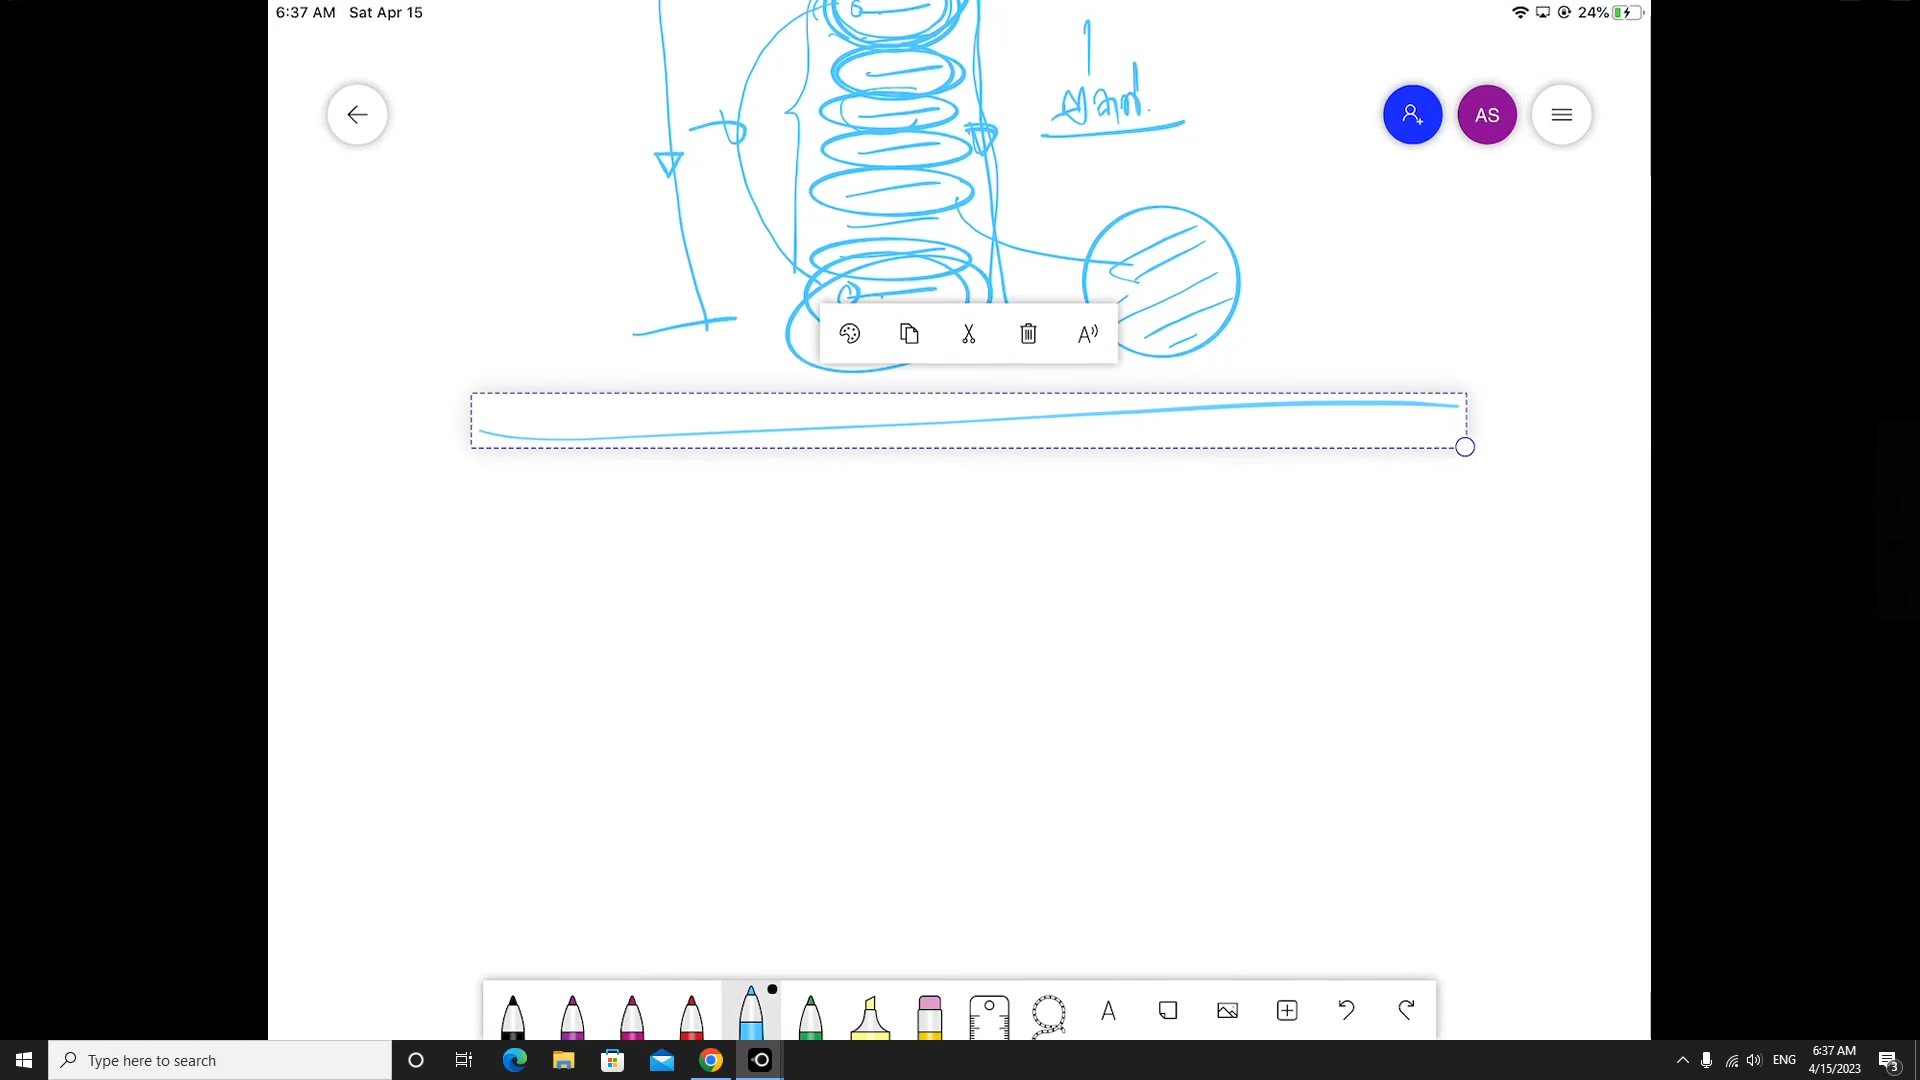 6:37 AM Sat Apr 15
24%
AS
Type here to search
ENG
6:37 AM
4/15/2023
3